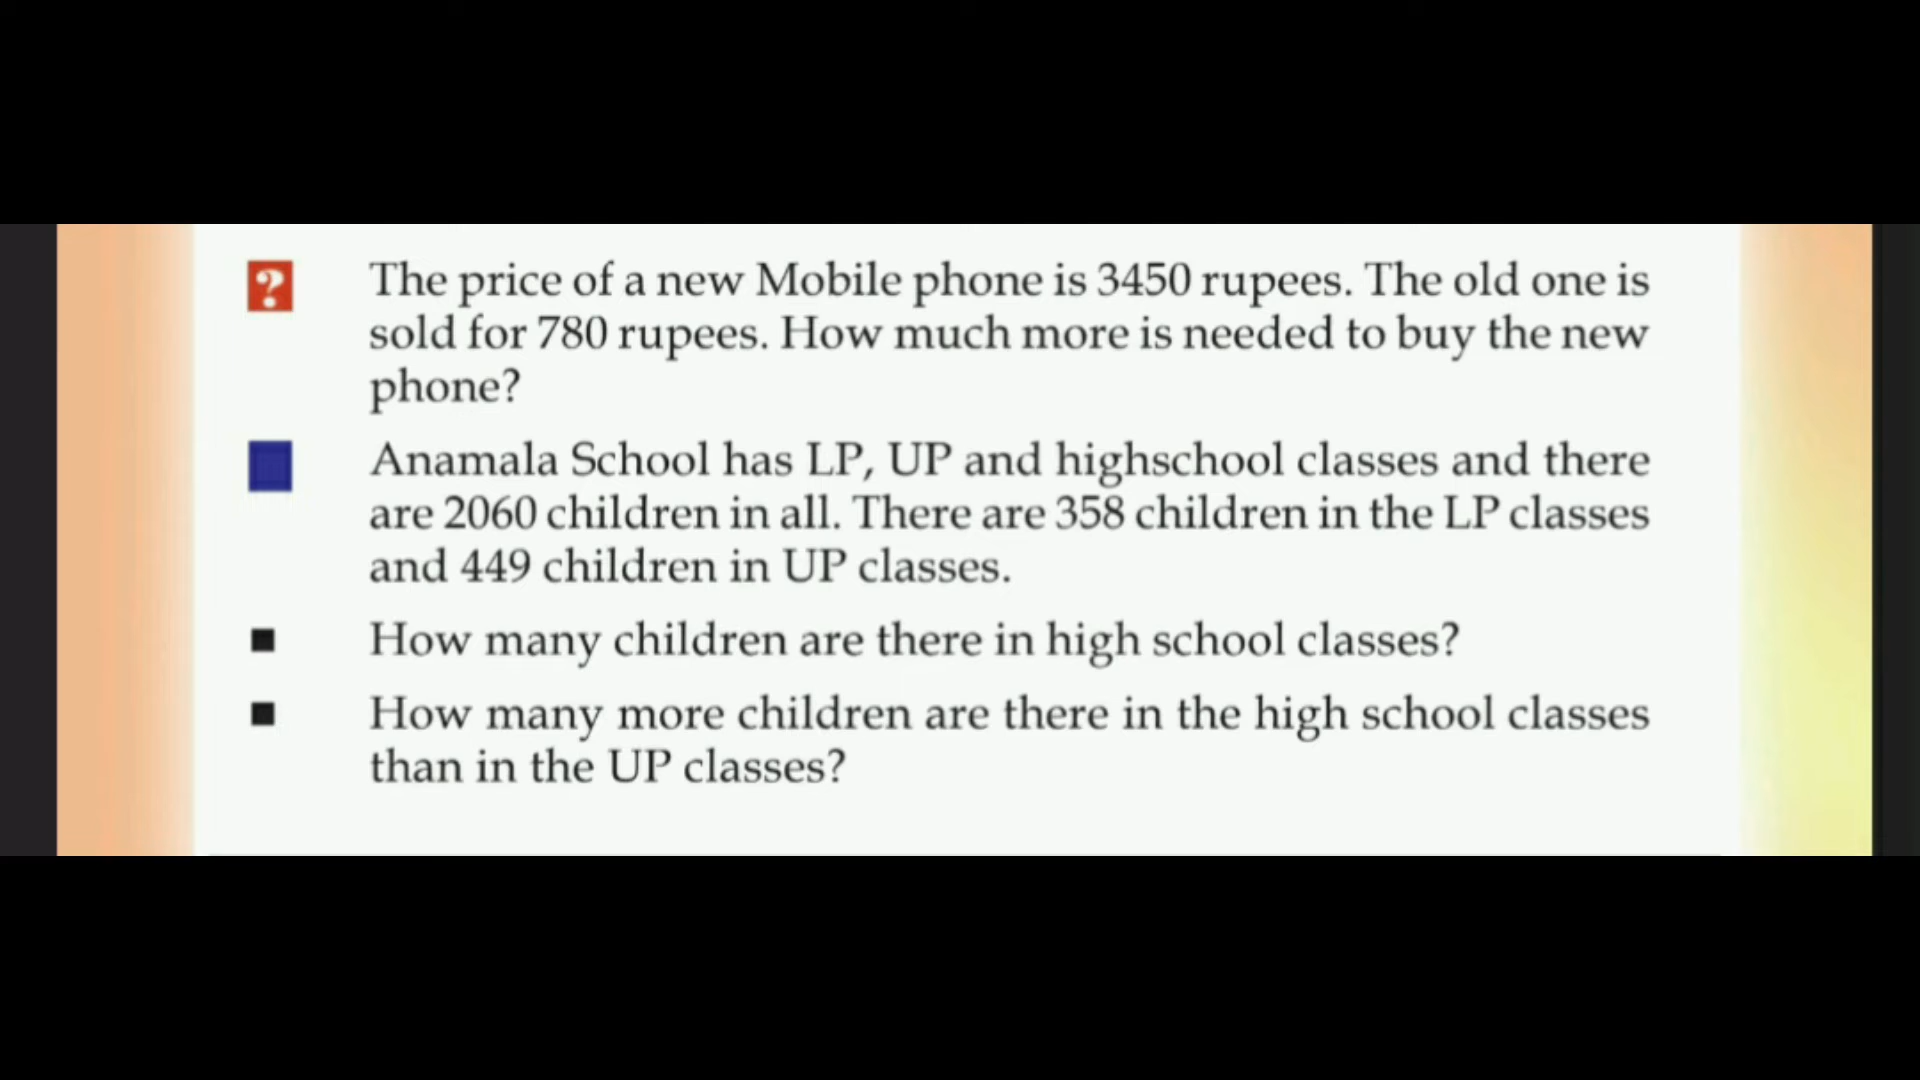 ?
The price of a new Mobile phone is 3450 rupees. The old one is
sold for 780 rupees. How much more is needed to buy the new
phone?
Anamala School has LP, UP and highschool classes and there
are 2060 children in all. There are 358 children in the LP classes
and 449 children in UP classes.
How many children are there in high school classes?
How many more children are there in the high school classes
than in the UP classes?